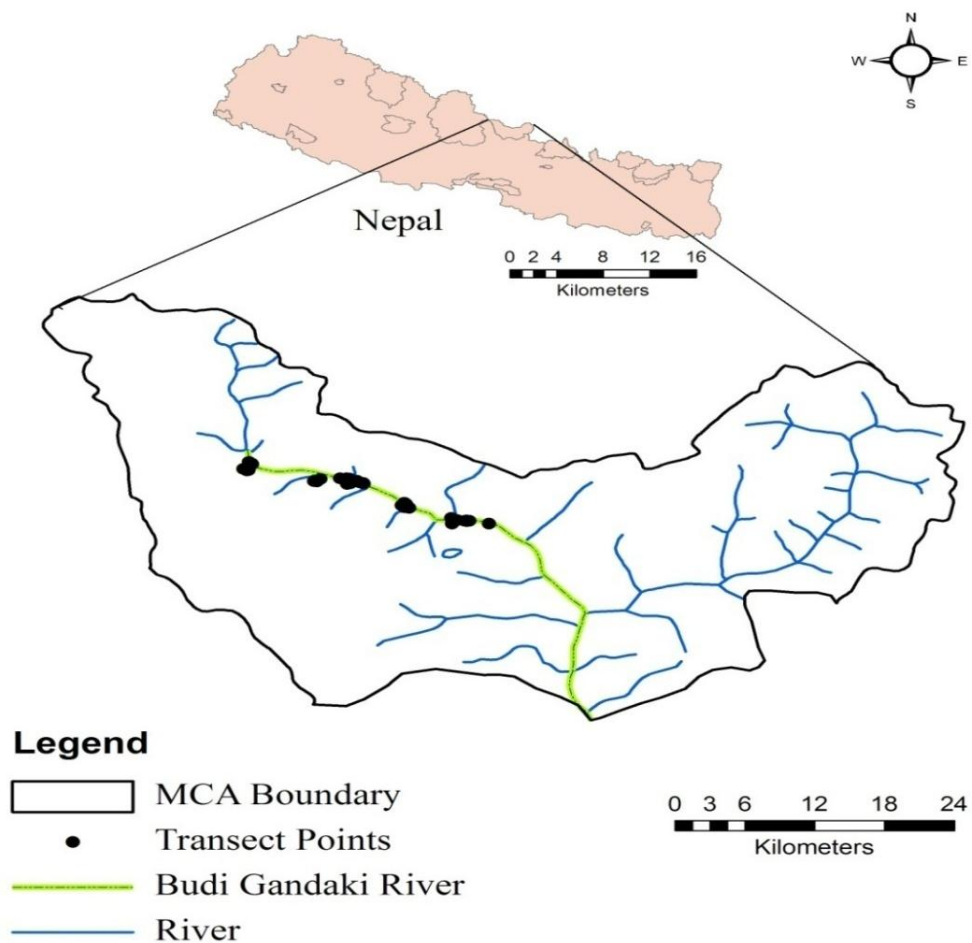 N
W E
S
Nepal
0 2 4 8 12 16
Kilometers
Legend
MCA Boundary
Transect Points
Budi Gandaki River
River
0 3 6 12 18 24
Kilometers